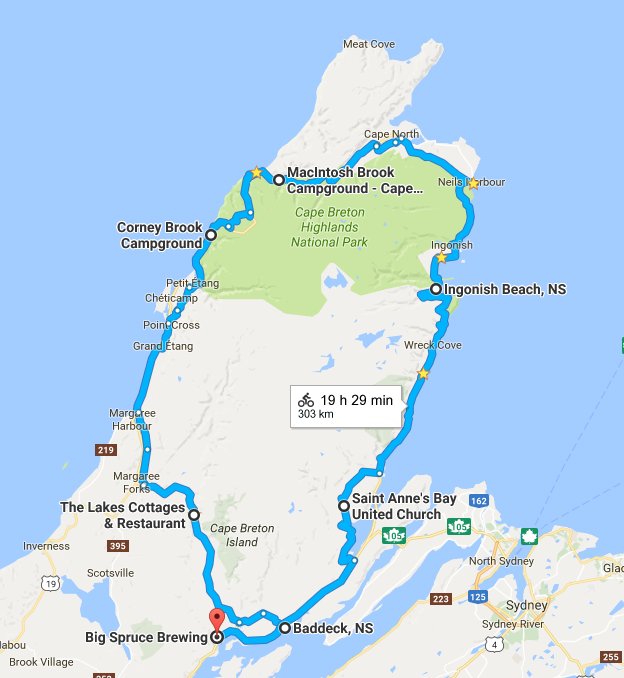 Meat Cove
Cape North
MacIntosh Brook
Campground - Cape...
Neils Harbour
Cape Breton
Highlands
National Park
Corney Brook
Campground
Ingonish
Petit Étang
Ingonish Beach, NS
Cheticamp
Point Cross
Grand Étang
Wreck Cove
19 h 29 min
303 km
Margaree
Harbour
219
Margaree
Forks
The Lakes Cottages
& Restaurant
Saint Anne's Bay
United Church
162
105
105
Cape Breton
Island
Inverness
395
North Sydney
Glac
Scotsville
19
223
125
Sydney
Sydney River
Baddeck, NS
Big Spruce Brewing
4
abou
Brook Village
255